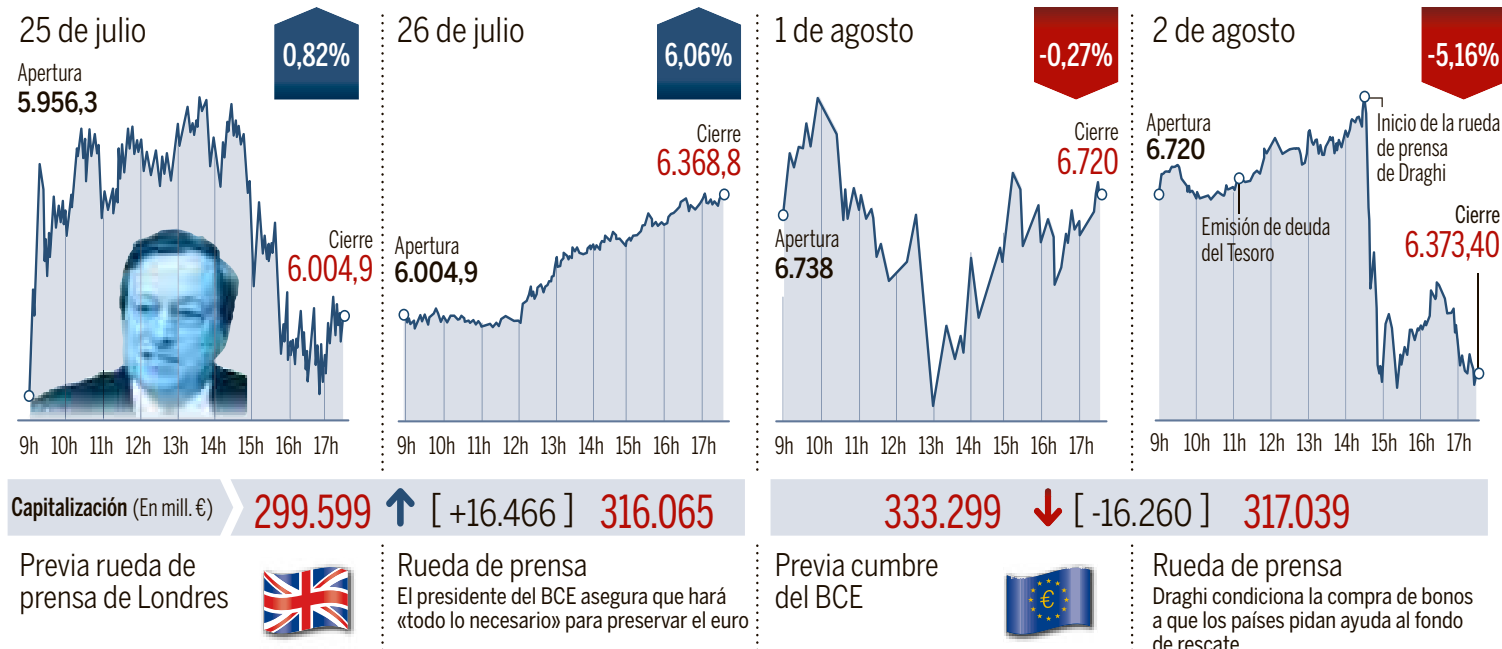 25 de julio
0,82%
Apertura
5.956,3
Cierre
6.004,9
9h 10h 11h 12h 13h 14h 15h 16h 17h
26 de julio
6,06%
Cierre
6.368,8
Apertura
6.004,9
9h 10h 11h 12h 13h 14h 15h 16h 17h
1 de agosto
-0,27%
Cierre
6.720
Apertura
6.738
9h 10h 11h 12h 13h 14h 15h 16h 17h
2 de agosto
-5,16%
Apertura
6.720
Inicio de la rueda
de prensa
de Draghi
Emisión de deuda
del Tesoro
Cierre
6.373,40
9h 10h 11h 12h 13h 14h 15h 16h 17h
Capitalización (En mill. €) 299.599 [ +16.466 ] 316.065
333.299 [ -16.260 ] 317.039
Previa rueda de
prensa de Londres
Rueda de prensa
El presidente del BCE asegura que hará
«todo lo necesario» para preservar el euro
Previa cumbre
del BCE
€
Rueda de prensa
Draghi condiciona la compra de bonos
a que los países pidan ayuda al fondo
de rescate